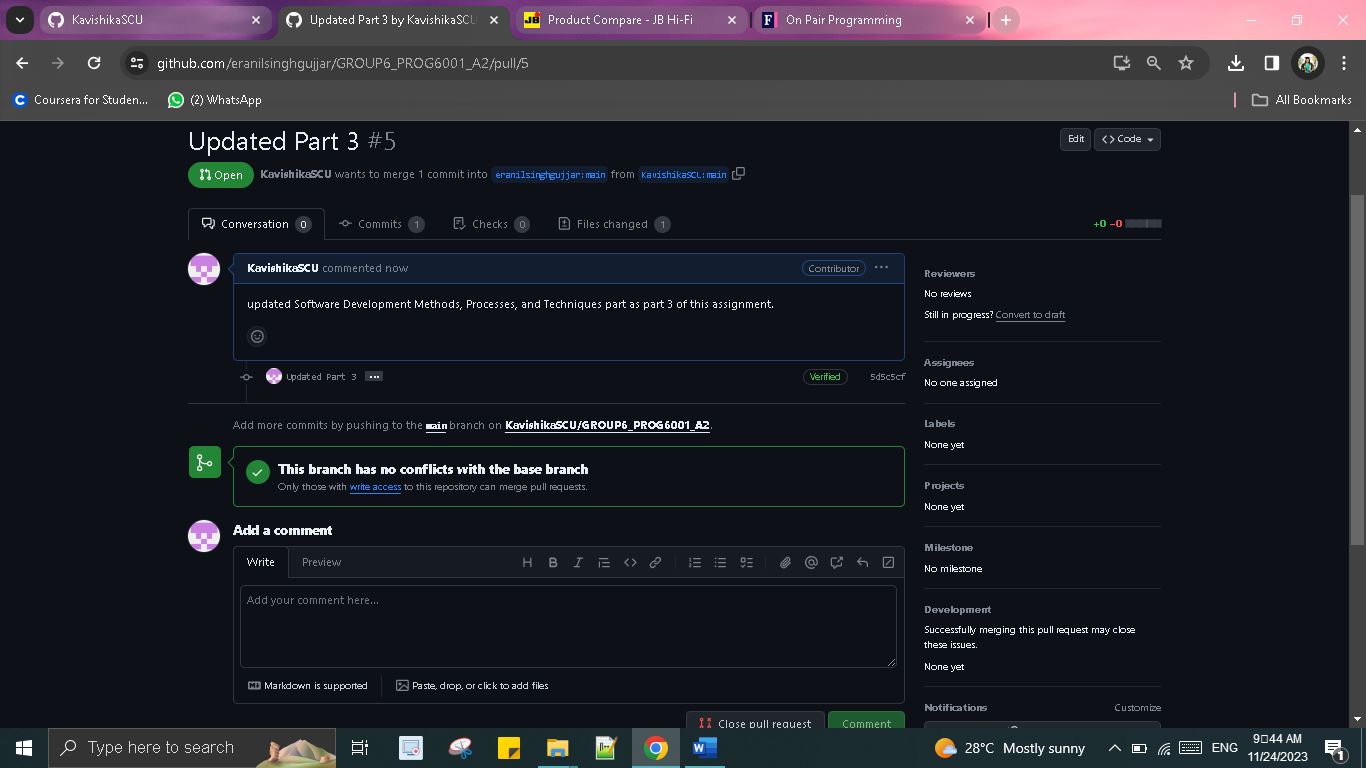 KavishikaSCU
Updated Part 3 by KavishikaSCU
Product Compare - JB Hi-Fi
On Pair Programming
github.com/eranilsinghgujjar/GROUP6_PROG6001_A2/pull/5
Coursera for Studen...
(2) WhatsApp
All Bookmarks
Updated Part 3 #5
Edit
Code
Open
KavishikaSCU wants to merge 1 commit into eranilsinghgujjar:main from KavishikaSCU:main
Conversation 0
Commits 1
Checks 0
Files changed 1
+0 −0
KavishikaSCU commented now
Contributor
updated Software Development Methods, Processes, and Techniques part as part 3 of this assignment.
Updated Part 3
Verified
5d5c5cf
Add more commits by pushing to the main branch on KavishikaSCU/GROUP6_PROG6001_A2.
This branch has no conflicts with the base branch
Only those with write access to this repository can merge pull requests.
Add a comment
Write
Preview
Add your comment here...
Markdown is supported
Paste, drop, or click to add files
Close pull request
Comment
Reviewers
No reviews
Still in progress? Convert to draft
Assignees
No one assigned
Labels
None yet
Projects
None yet
Milestone
No milestone
Development
Successfully merging this pull request may close
these issues.
None yet
Notifications
Customize
Type here to search
28°C Mostly sunny
ENG
9:44 AM
11/24/2023
1